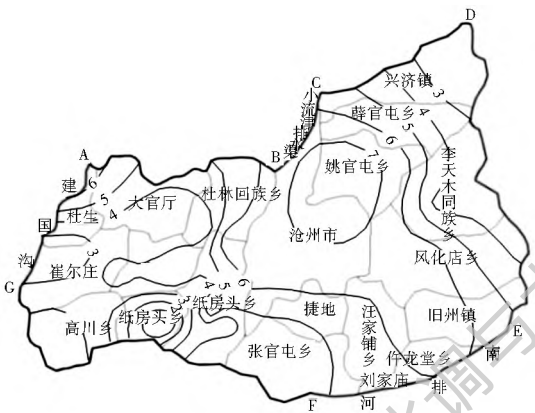 D
兴济镇
3
C
小流津排渠
薛官屯乡
4
5
6
李天木回族乡
A
B
7
姚官屯乡
6
建国沟
杜生
5
4
大官厅
杜林回族乡
沧州市
3
崔尔庄
风化店乡
G
4
5
6
3
纸房头乡
纸房头乡
高川乡
捷地
汪家铺乡
旧州镇
E
张官屯乡
仵龙堂乡
南排河
刘家庙
F